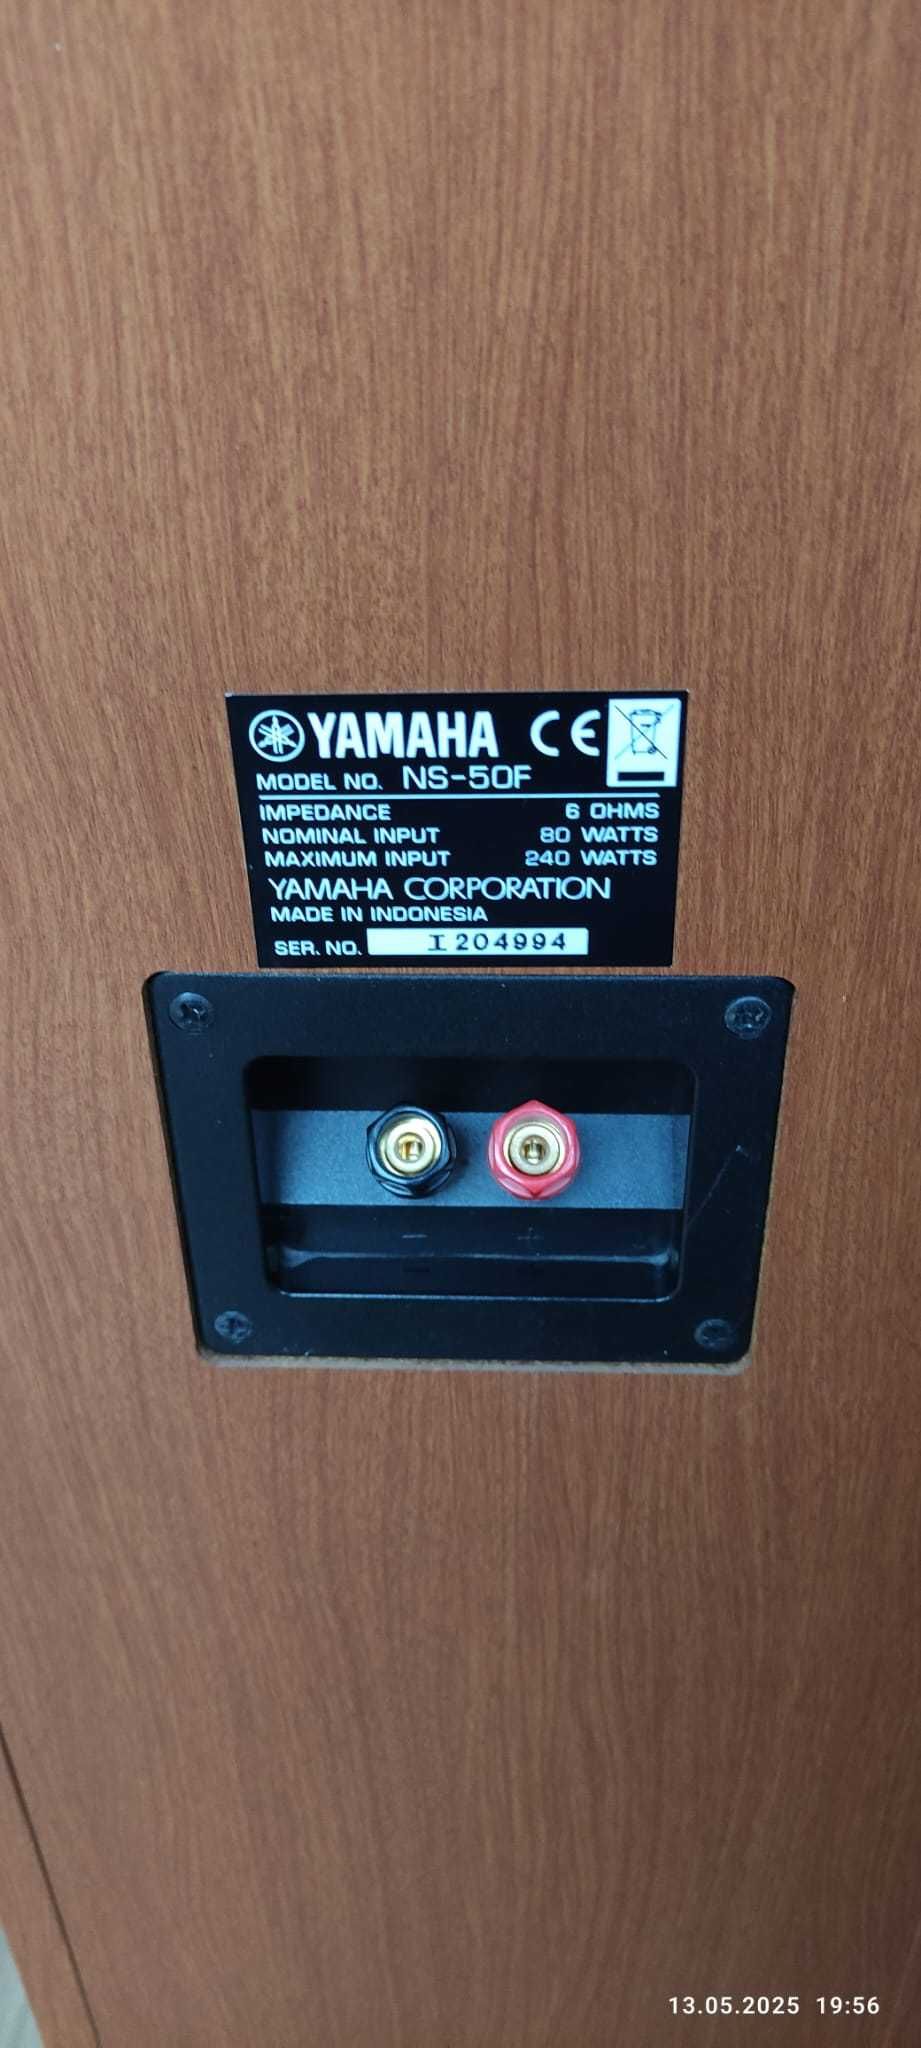 YAMAHA CE
MODEL NO. NS-50F
IMPEDANCE 6 OHMS
NOMINAL INPUT 80 WATTS
MAXIMUM INPUT 240 WATTS
YAMAHA CORPORATION
MADE IN INDONESIA
SER. NO. I204994
− +
13.05.2025 19:56